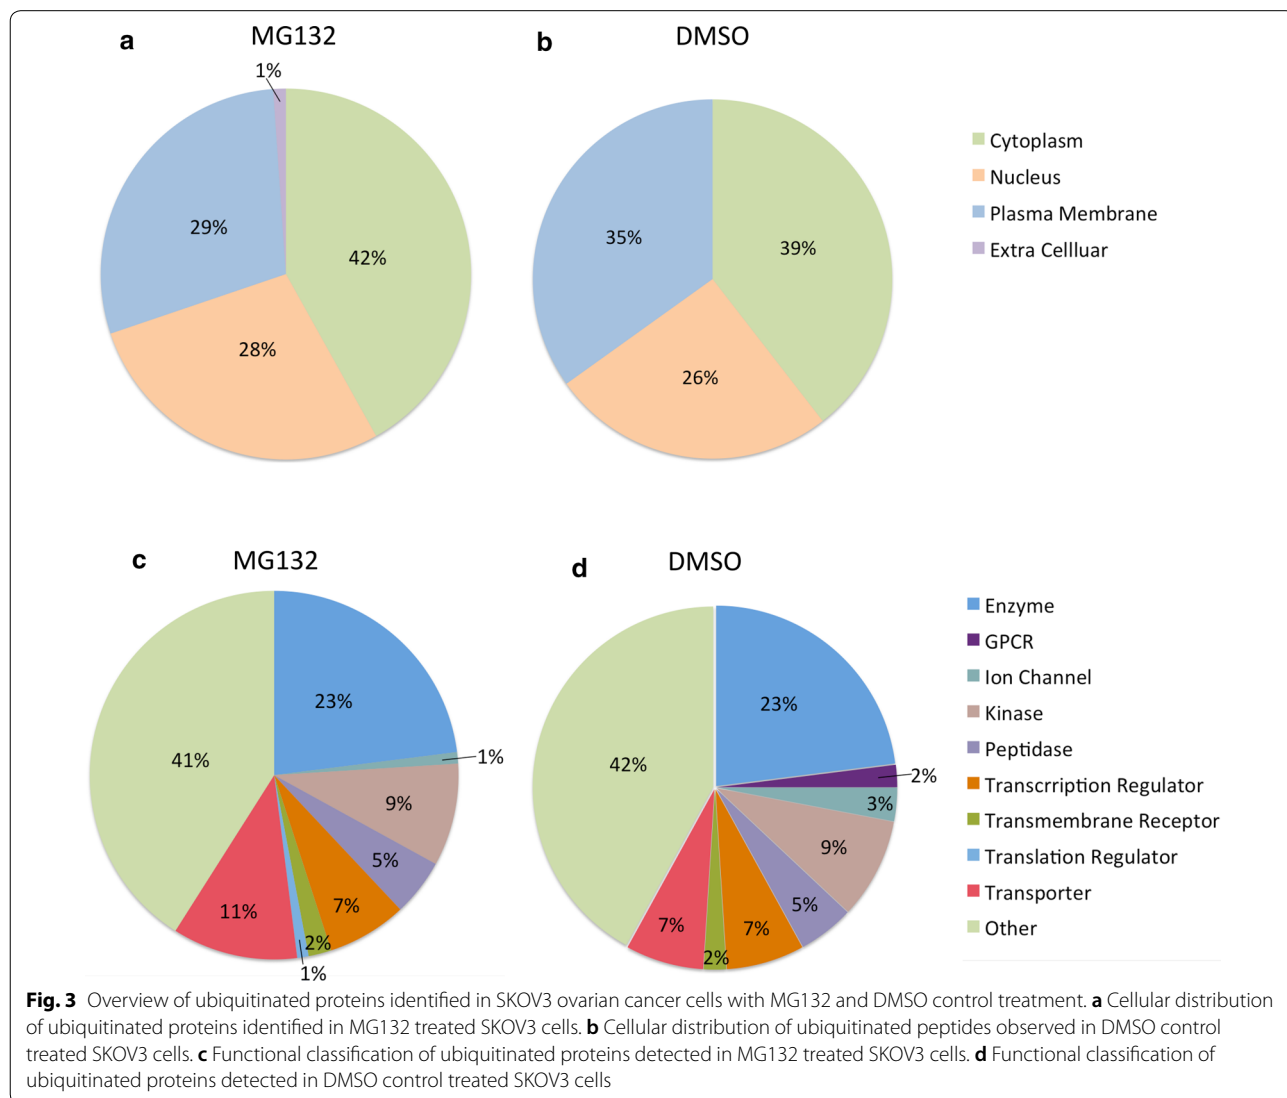 a
MG132
b
DMSO
1%
29%
42%
28%
35%
39%
26%
Cytoplasm
Nucleus
Plasma Membrane
Extra Cellluar
c
MG132
d
DMSO
23%
1%
9%
5%
7%
2%
1%
11%
41%
23%
2%
3%
9%
5%
7%
2%
7%
42%
Enzyme
GPCR
Ion Channel
Kinase
Peptidase
Transcrription Regulator
Transmembrane Receptor
Translation Regulator
Transporter
Other
Fig. 3 Overview of ubiquitinated proteins identified in SKOV3 ovarian cancer cells with MG132 and DMSO control treatment. a Cellular distribution
of ubiquitinated proteins identified in MG132 treated SKOV3 cells. b Cellular distribution of ubiquitinated peptides observed in DMSO control
treated SKOV3 cells. c Functional classification of ubiquitinated proteins detected in MG132 treated SKOV3 cells. d Functional classification of
ubiquitinated proteins detected in DMSO control treated SKOV3 cells